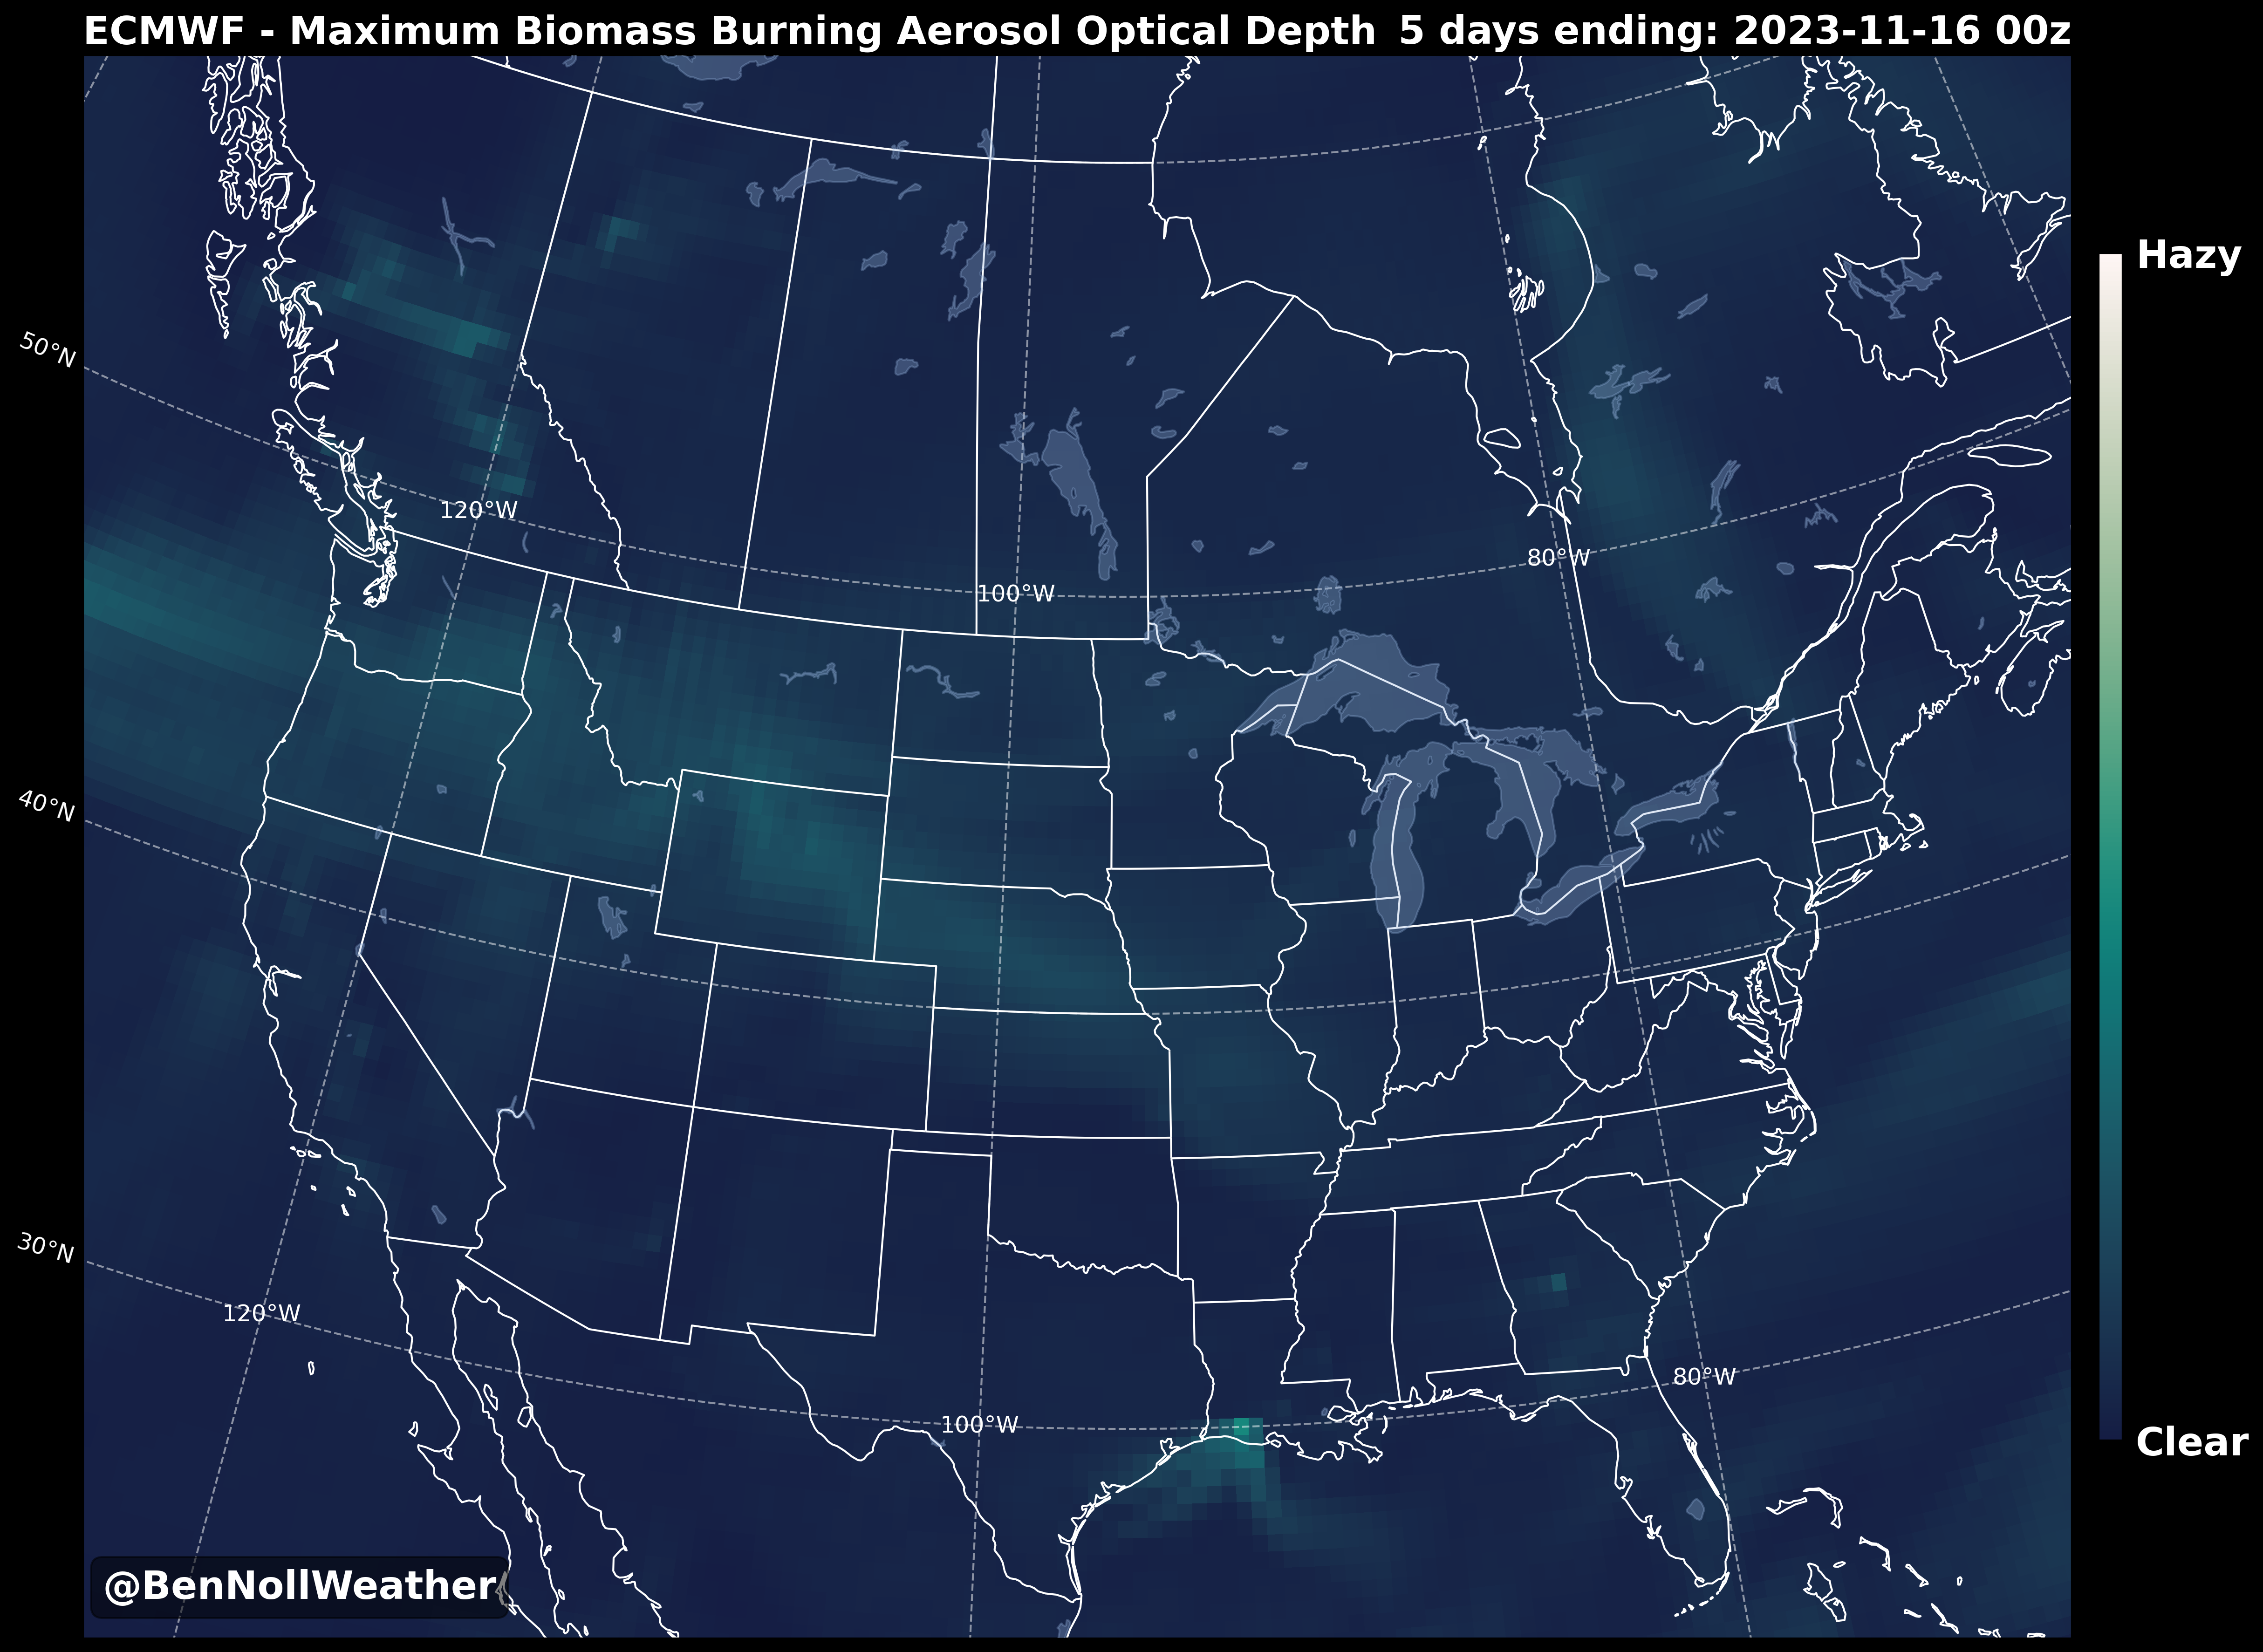 ECMWF - Maximum Biomass Burning Aerosol Optical Depth 5 days ending: 2023-11-16 00z
Hazy
50°N
120°W
80°W
100°W
40°N
30°N
120°W
80°W
100°W
Clear
@BenNollWeather